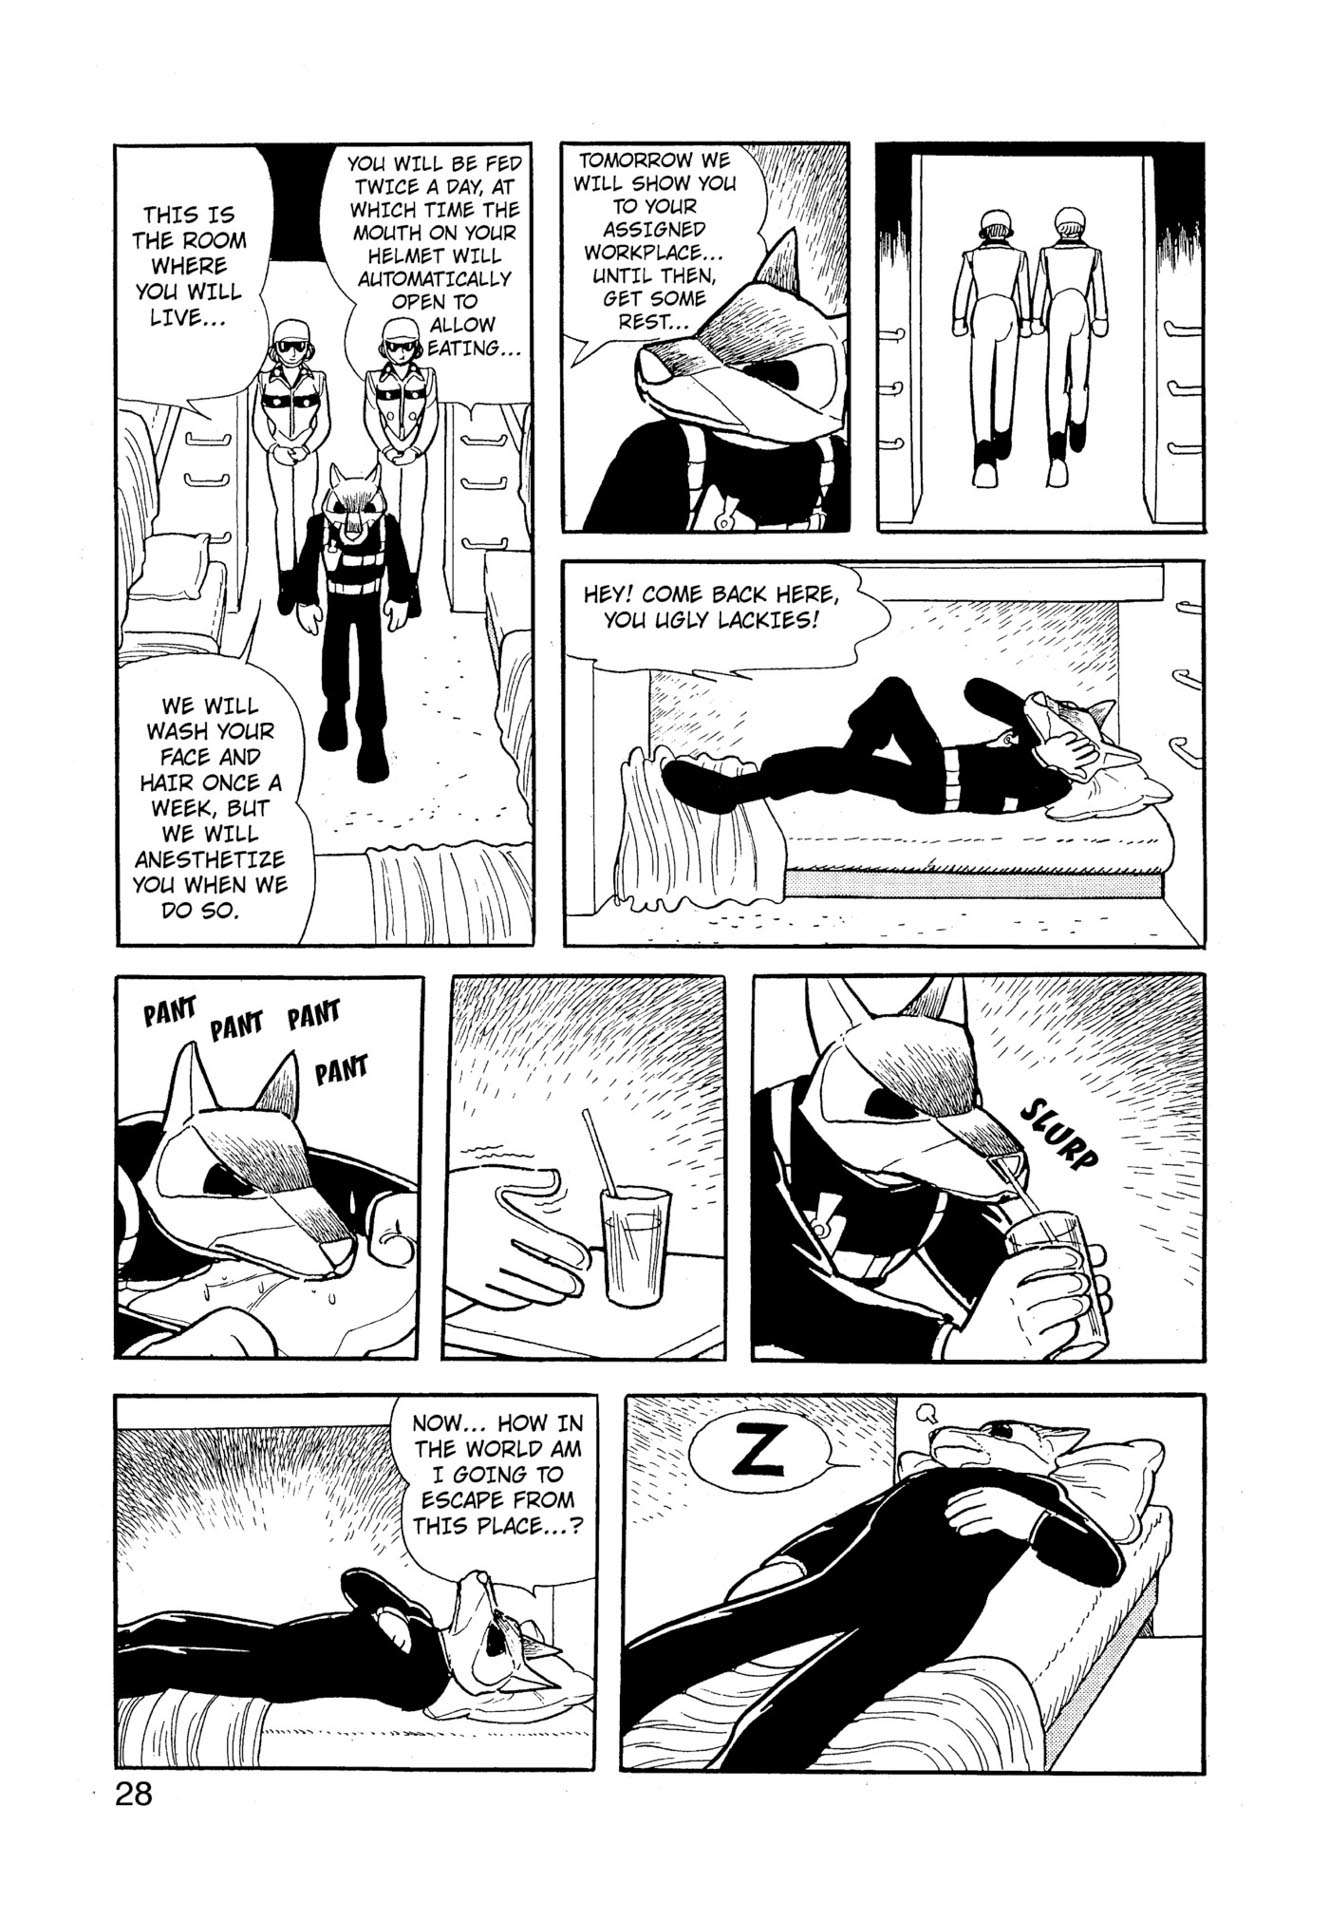 THIS IS
THE ROOM
WHERE
YOU WILL
LIVE...
YOU WILL BE FED
TWICE A DAY, AT
WHICH TIME THE
MOUTH ON YOUR
HELMET WILL
AUTOMATICALLY
OPEN TO
ALLOW
EATING...
WE WILL
WASH YOUR
FACE AND
HAIR ONCE A
WEEK, BUT
WE WILL
ANESTHETIZE
YOU WHEN WE
DO SO.
TOMORROW WE
WILL SHOW YOU
TO YOUR
ASSIGNED
WORKPLACE...
UNTIL THEN,
GET SOME
REST...
HEY! COME BACK HERE,
YOU UGLY LACKIES!
PANT
PANT
PANT
PANT
SLURP
NOW... HOW IN
THE WORLD AM
I GOING TO
ESCAPE FROM
THIS PLACE...?
Z
28